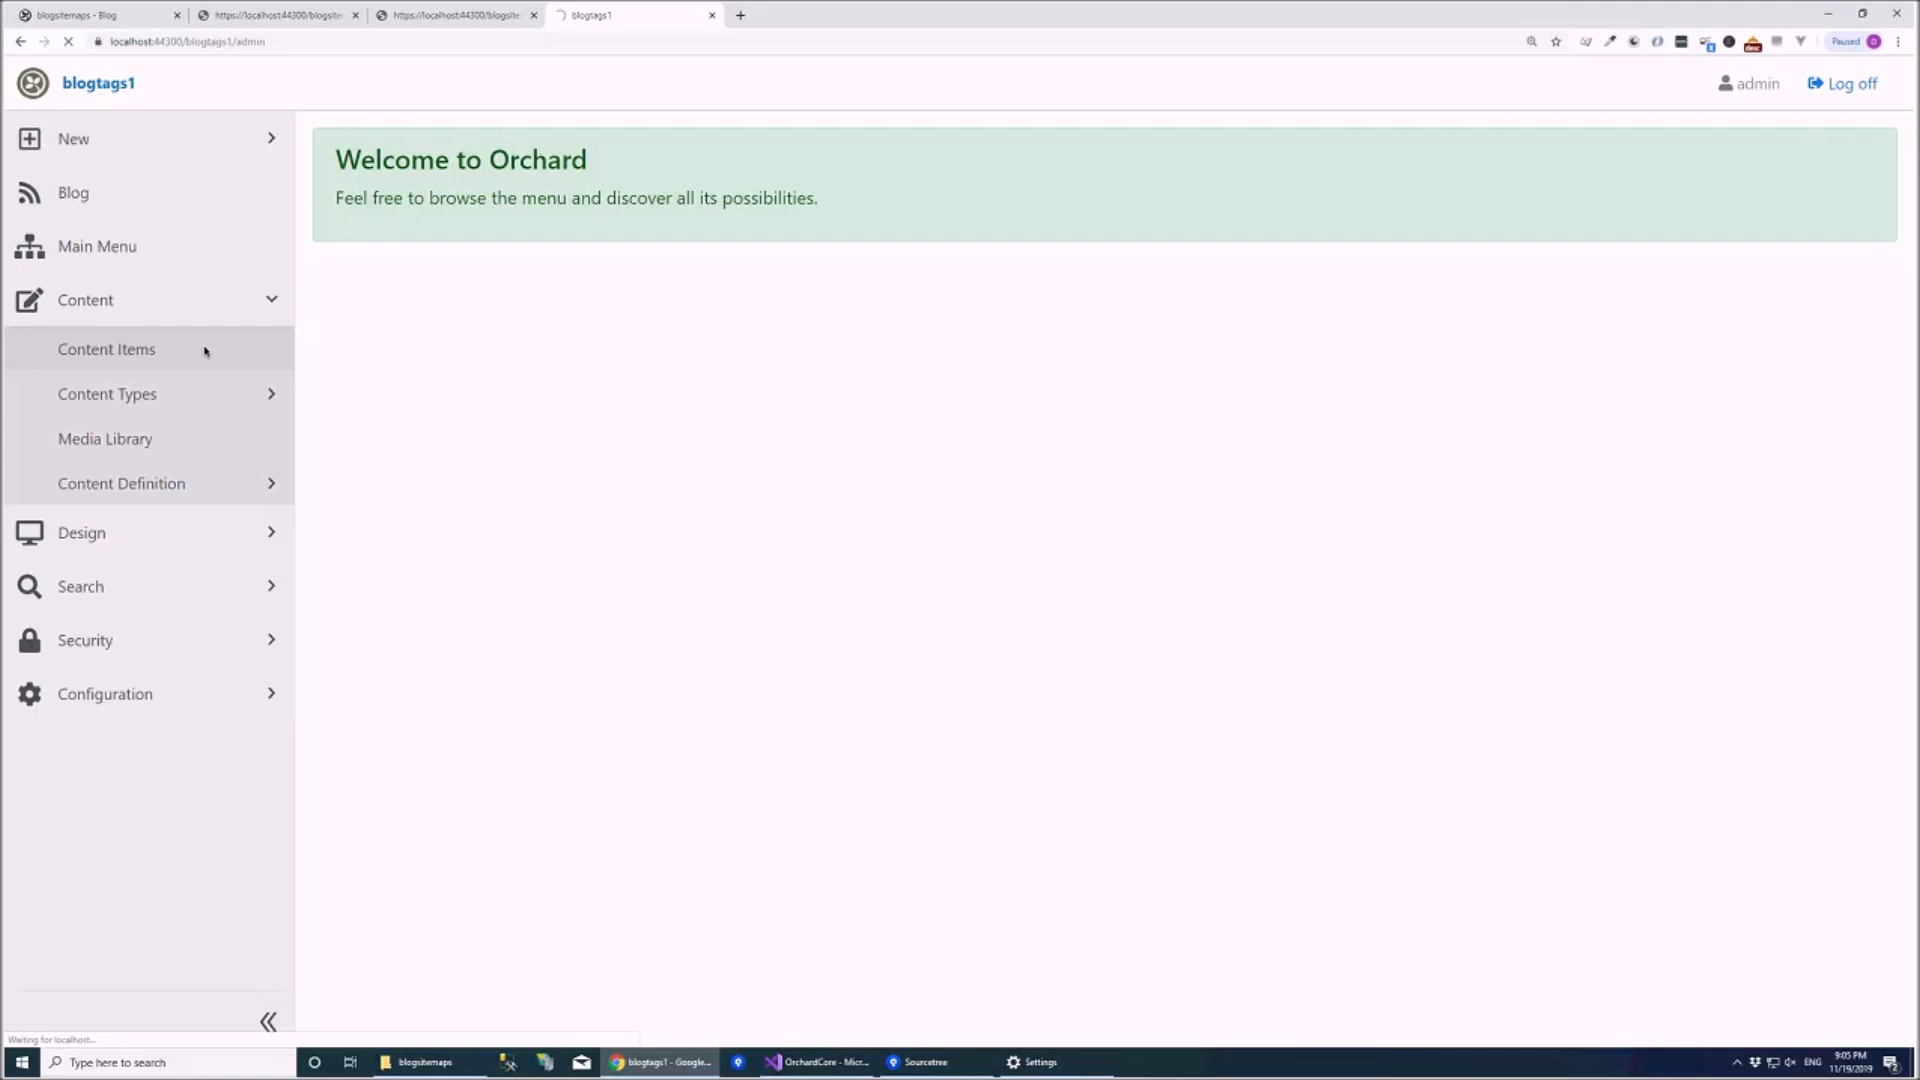 blogsitemaps - Blog
https://localhost:44300/blogsite
https://localhost:44300/blogsite
blogtags1
localhost:44300/blogtags1/admin
Paused
blogtags1
admin
Log off
New
Blog
Main Menu
Content
Content Items
Content Types
Media Library
Content Definition
Design
Search
Security
Configuration
Welcome to Orchard
Feel free to browse the menu and discover all its possibilities.
Waiting for localhost...
Type here to search
blogsitemaps
blogtags1 - Google...
OrchardCore - Micr...
Sourcetree
Settings
ENG
9:05 PM
11/19/2019